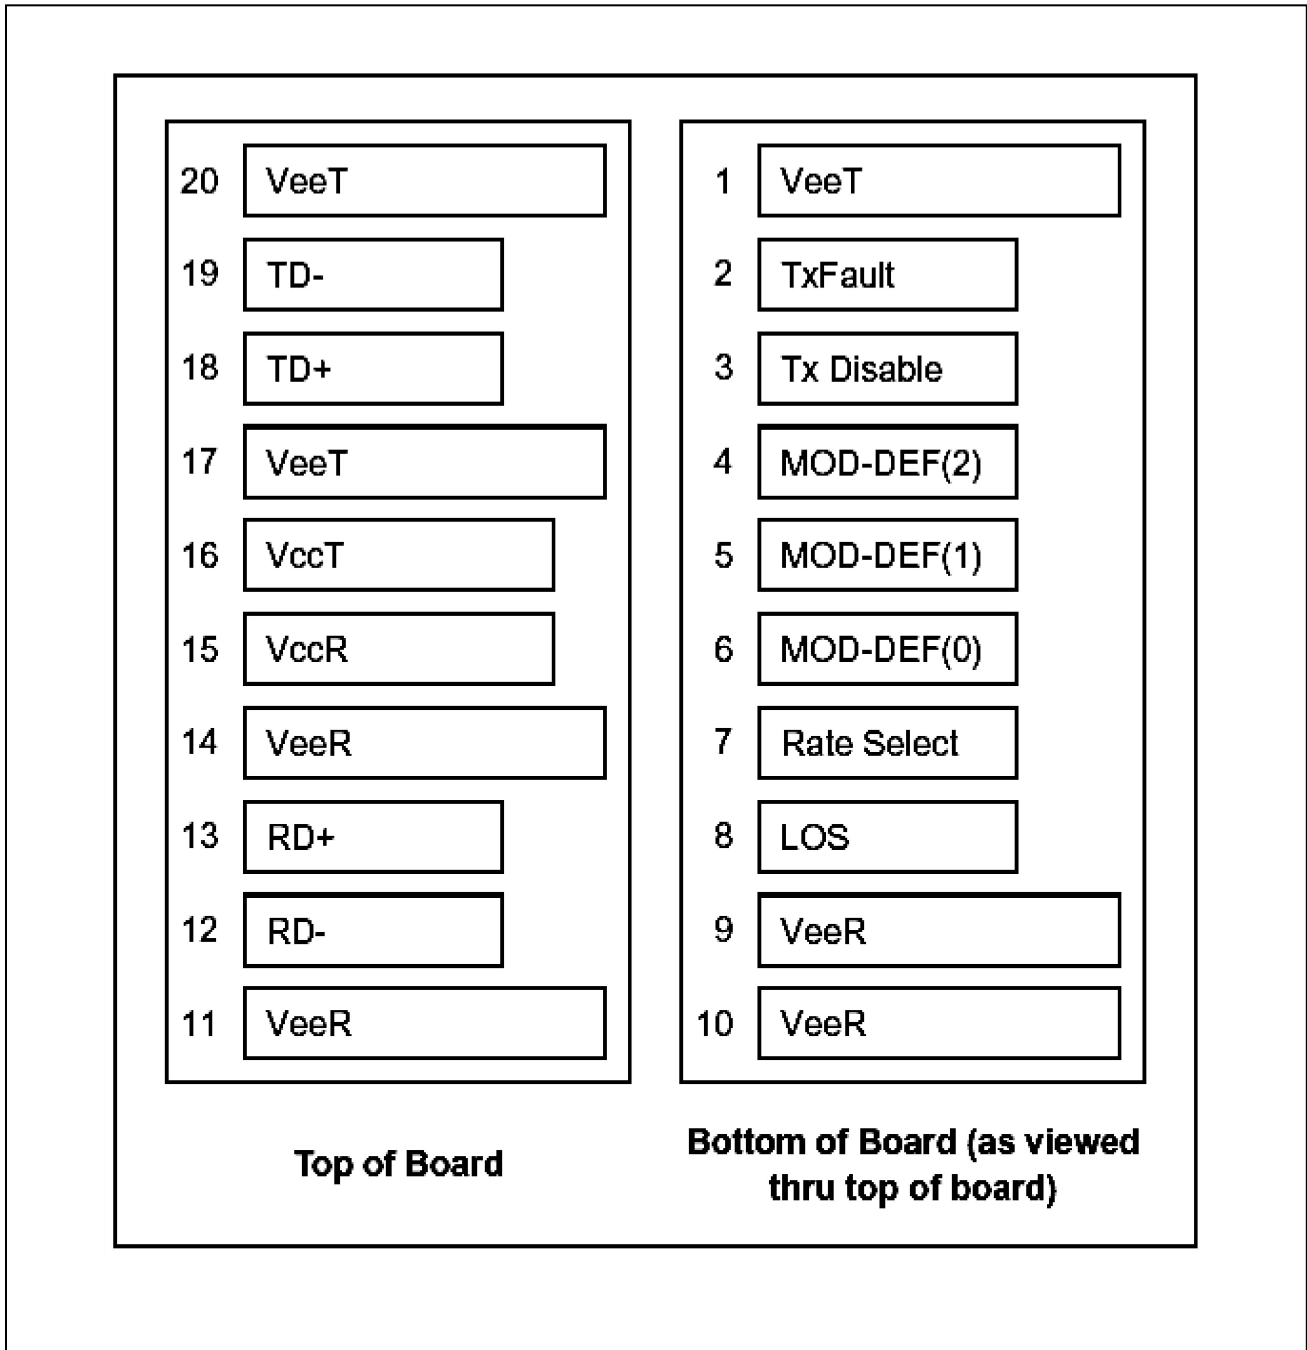 20 VeeT
19 TD-
18 TD+
17 VeeT
16 VccT
15 VccR
14 VeeR
13 RD+
12 RD-
11 VeeR
Top of Board
1 VeeT
2 TxFault
3 Tx Disable
4 MOD-DEF(2)
5 MOD-DEF(1)
6 MOD-DEF(0)
7 Rate Select
8 LOS
9 VeeR
10 VeeR
Bottom of Board (as viewed
thru top of board)